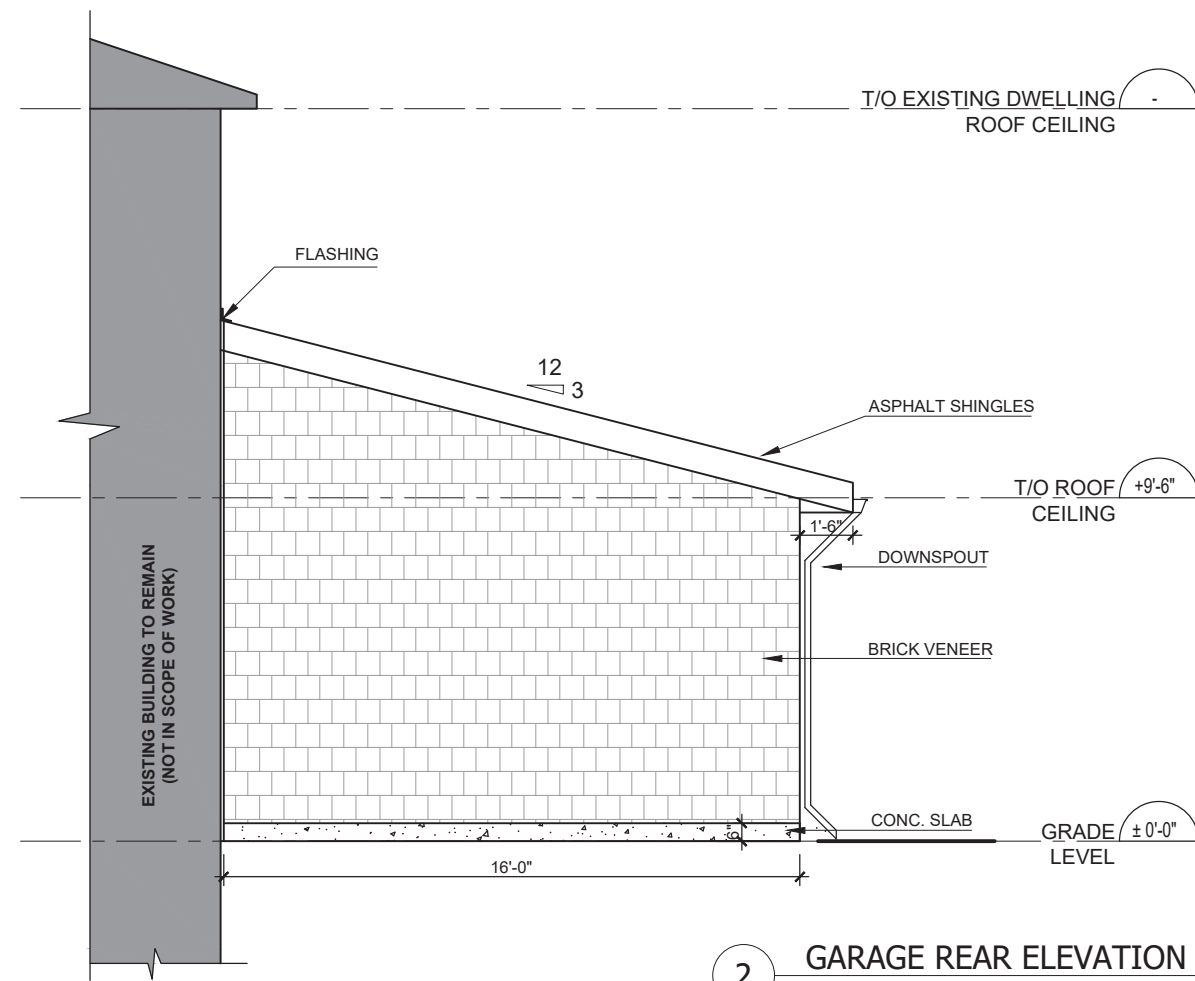 T/O EXISTING DWELLING
-
ROOF CEILING
FLASHING
12
3
ASPHALT SHINGLES
T/O ROOF
+9'-6"
CEILING
1'-6"
DOWNSPOUT
EXISTING BUILDING TO REMAIN
(NOT IN SCOPE OF WORK)
BRICK VENEER
CONC. SLAB
6"
GRADE
± 0'-0"
LEVEL
16'-0"
2
GARAGE REAR ELEVATION